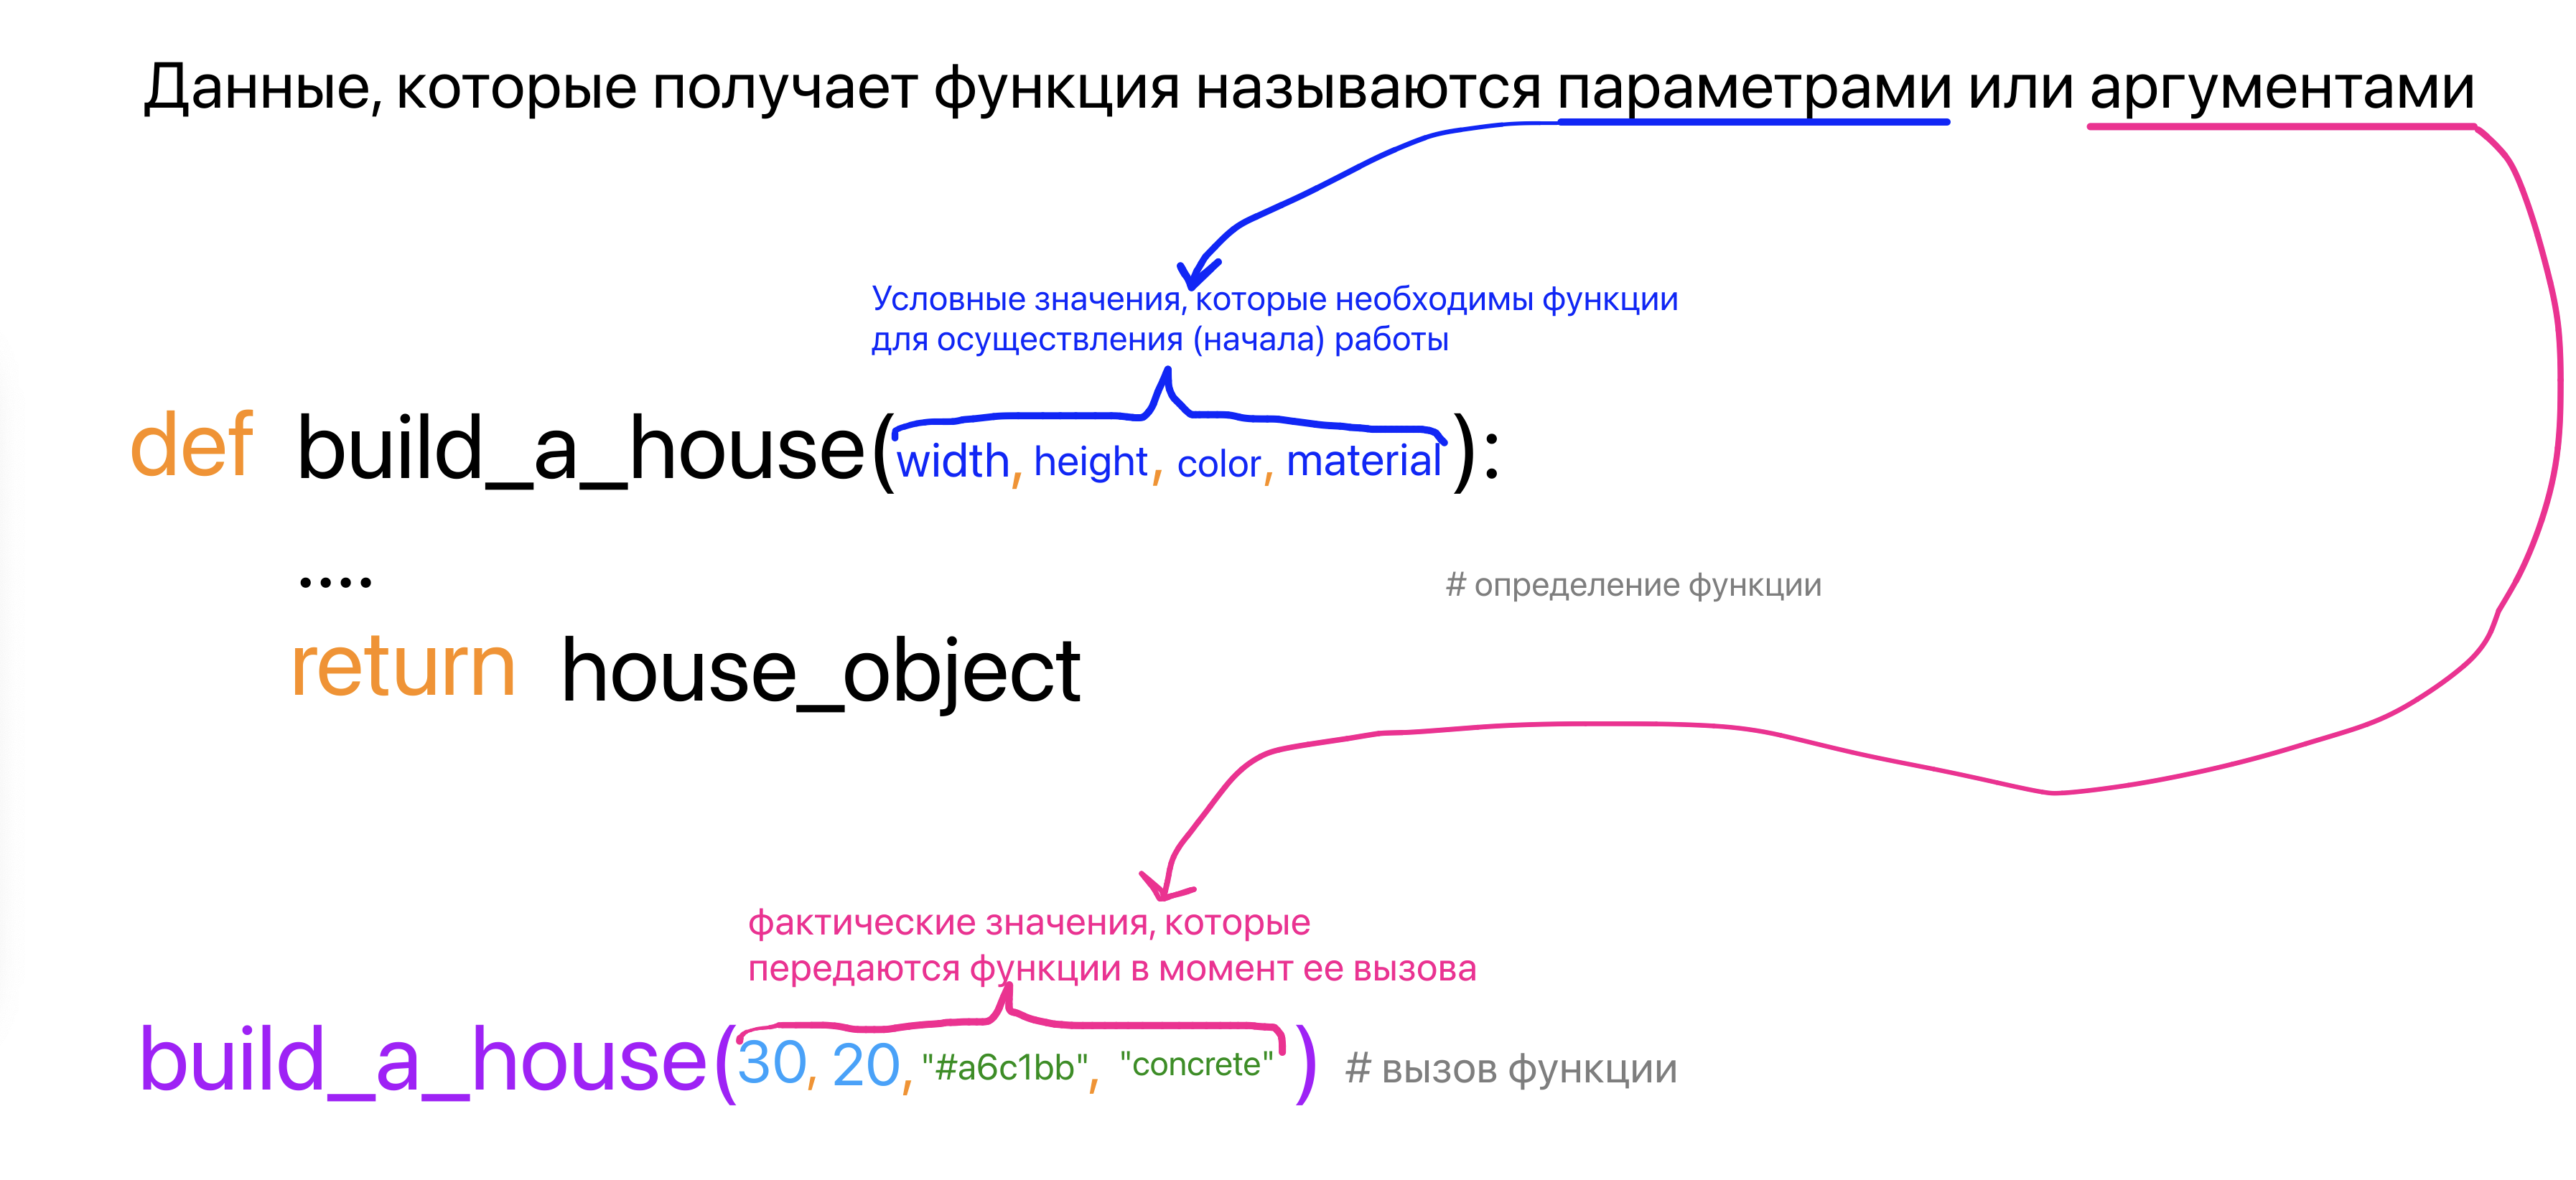 Данные, которые получает функция называются параметрами или аргументами
Условные значения, которые необходимы функции
для осуществления (начала) работы
def build_a_house(width, height, color, material):
....
# определение функции
return house_object
фактические значения, которые
передаются функции в момент ее вызова
build_a_house(30, 20, "#a6c1bb", "concrete") # вызов функции